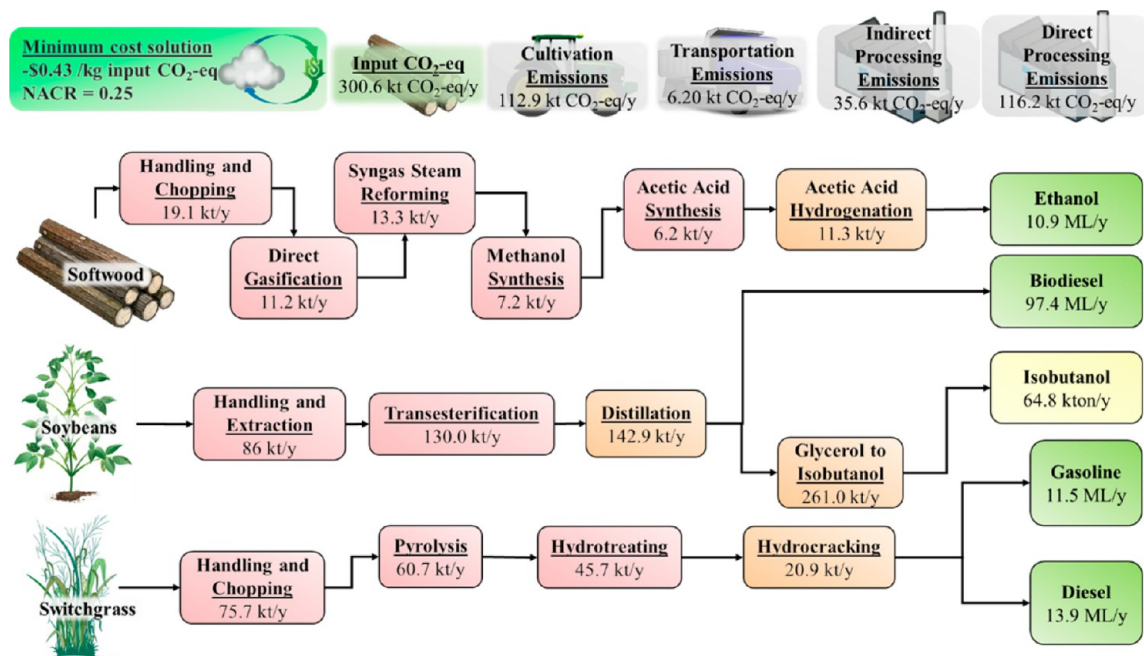 Minimum cost solution
-$0.43 /kg input CO₂-eq
NACR = 0.25
Input CO₂-eq
300.6 kt CO₂-eq/y
Cultivation
Emissions
112.9 kt CO₂-eq/y
Transportation
Emissions
6.20 kt CO₂-eq/y
Indirect
Processing
Emissions
35.6 kt CO₂-eq/y
Direct
Processing
Emissions
116.2 kt CO₂-eq/y
Softwood
Handling and
Chopping
19.1 kt/y
Direct
Gasification
11.2 kt/y
Syngas Steam
Reforming
13.3 kt/y
Methanol
Synthesis
7.2 kt/y
Acetic Acid
Synthesis
6.2 kt/y
Acetic Acid
Hydrogenation
11.3 kt/y
Ethanol
10.9 ML/y
Biodiesel
97.4 ML/y
Soybeans
Handling and
Extraction
86 kt/y
Transesterification
130.0 kt/y
Distillation
142.9 kt/y
Glycerol to
Isobutanol
261.0 kt/y
Isobutanol
64.8 kton/y
Switchgrass
Handling and
Chopping
75.7 kt/y
Pyrolysis
60.7 kt/y
Hydrotreating
45.7 kt/y
Hydrocracking
20.9 kt/y
Gasoline
11.5 ML/y
Diesel
13.9 ML/y